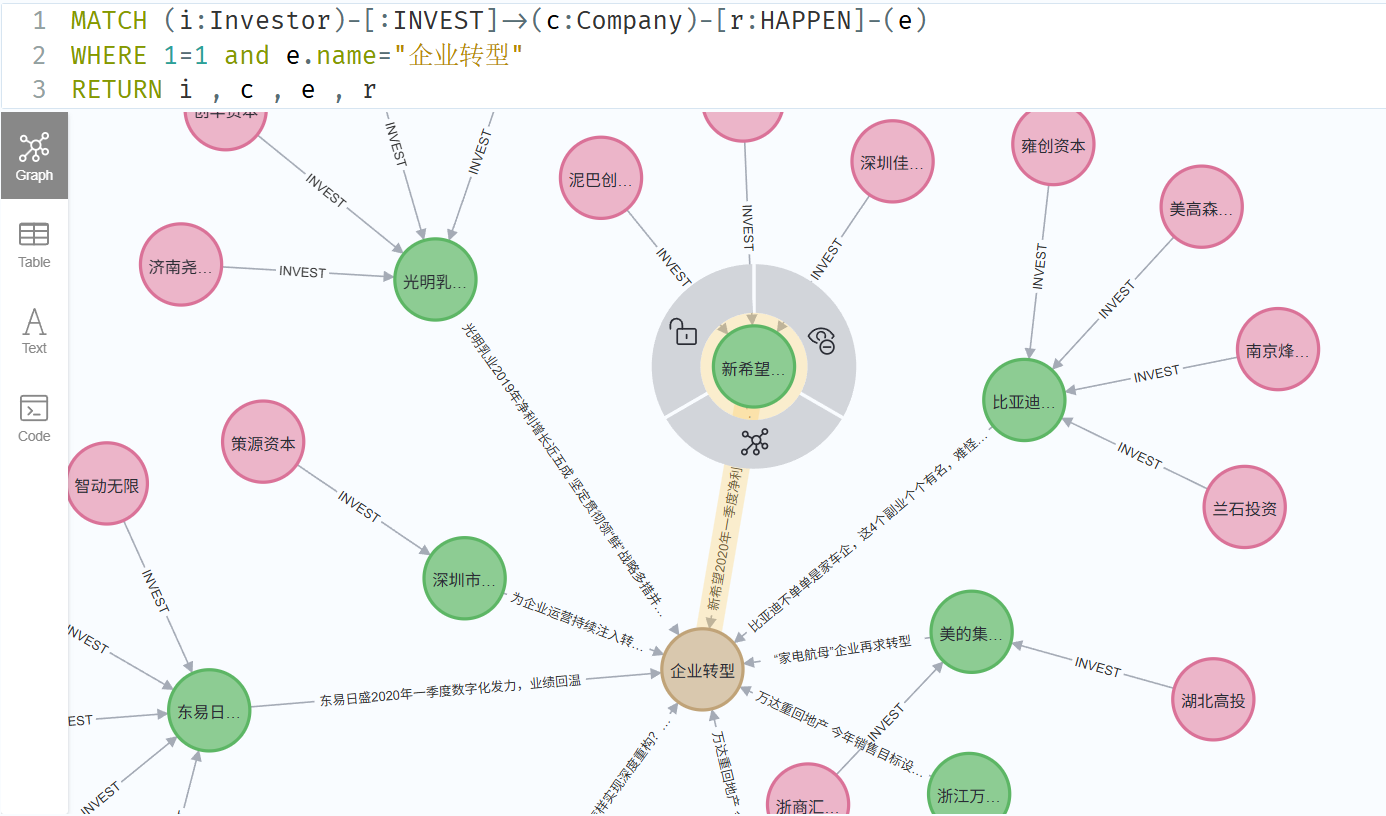 1 MATCH (i:Investor)-[:INVEST]->(c:Company)-[r:HAPPEN]-(e)
2 WHERE 1=1 and e.name="企业转型"
3 RETURN i , c , e , r
Graph
Table
Text
Code
创丰资本
INVEST
INVEST
INVEST
济南尧...
INVEST
光明乳...
泥巴创...
INVEST
INVEST
深圳佳...
INVEST
新希望...
雍创资本
INVEST
美高森...
INVEST
南京烽...
INVEST
比亚迪...
INVEST
兰石投资
光明乳业2019年净利增长近五成 坚定贯彻领“鲜”战略多措并...
新希望2020年一季度净利
比亚迪不单单是家车企，这4个副业个个有名，难怪...
策源资本
INVEST
智动无限
INVEST
深圳市...
为企业运营持续注入转...
企业转型
“家电航母”企业再求转型
美的集...
INVEST
湖北高投
INVEST
EST
INVEST
东易日...
东易日盛2020年一季度数字化发力，业绩回温
万达重回地产 今年销售目标设...
INVEST
样实现深度重构？...
万达重回地产
浙商汇...
浙江万...